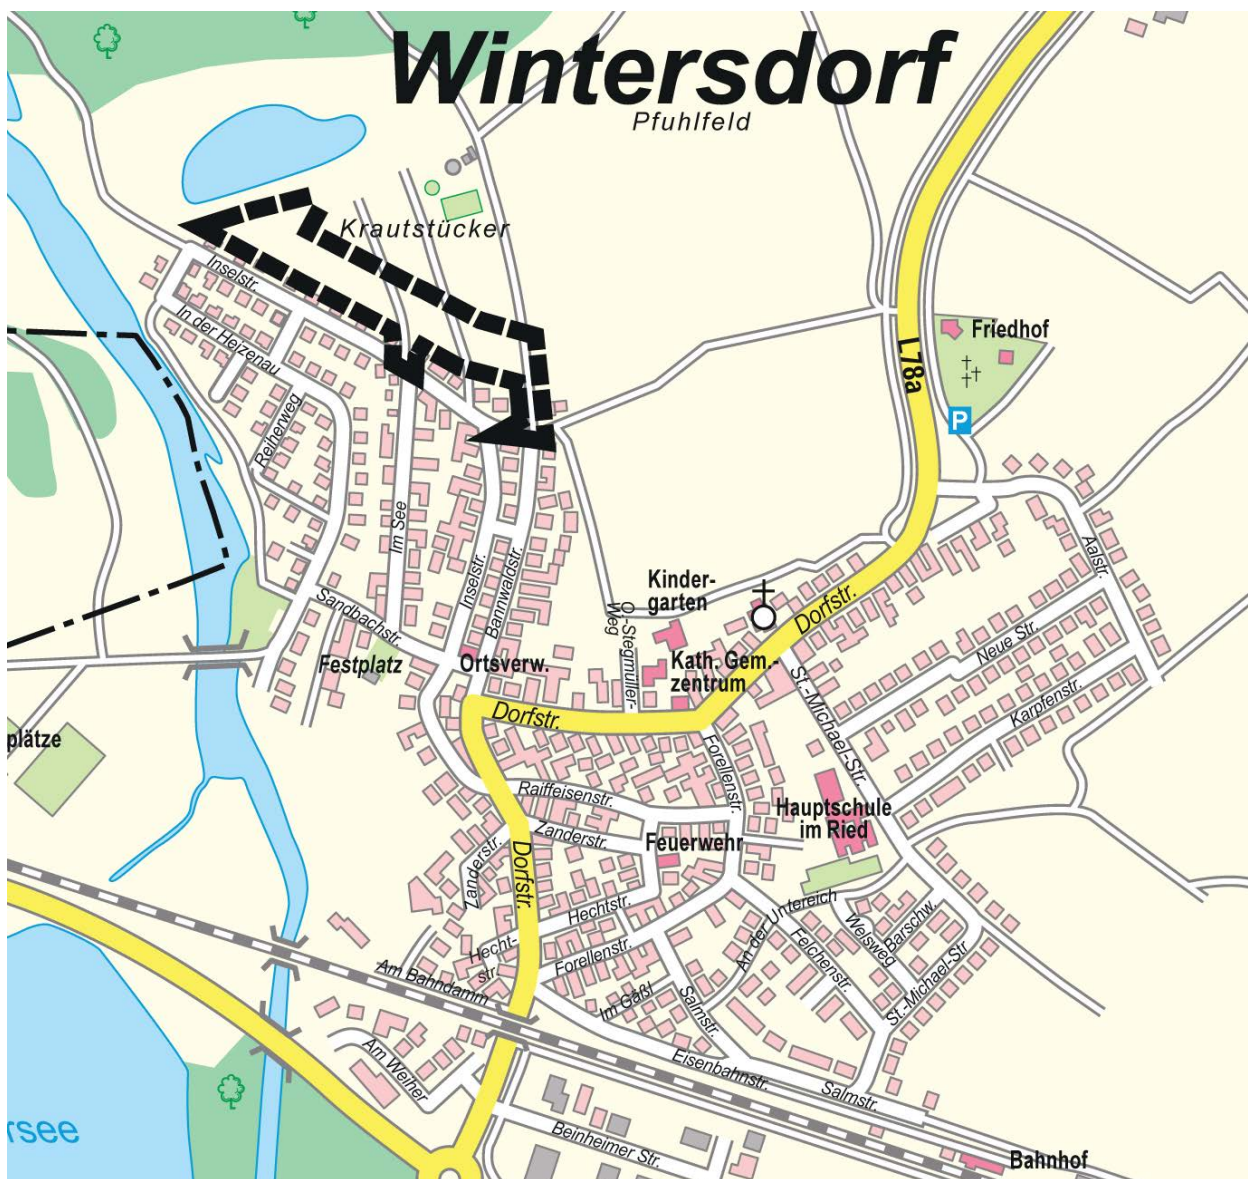 Wintersdorf
Pfuhlfeld
Krautstücker
Inselstr.
In der Heizenau
Friedhof
L78a
P
Reiherweg
Im See
Aalstr.
Inselstr.
Bannwaldstr.
Kinder-
garten
O.-Stegmüller-
Weg
Dorfstr.
Sandbachstr.
Festplatz
Ortsverw.
Kath. Gem.-
zentrum
Neue Str.
St.-Michael-Str.
Karpfenstr.
Dorfstr.
plätze
Forellenstr.
Raiffeisenstr.
Hauptschule
im Ried
Zanderstr.
Feuerwehr
Zanderstr.
Dorfstr.
Hechtstr.
An der Untereich
Welsweg
Barschw.
Hecht-
str.
Forellenstr.
Felchenstr.
St.-Michael-Str.
Am Bahndamm
Im Gäßl
Salmstr.
Am Weiher
Eisenbahnstr.
Salmstr.
rsee
Beinheimer Str.
Bahnhof